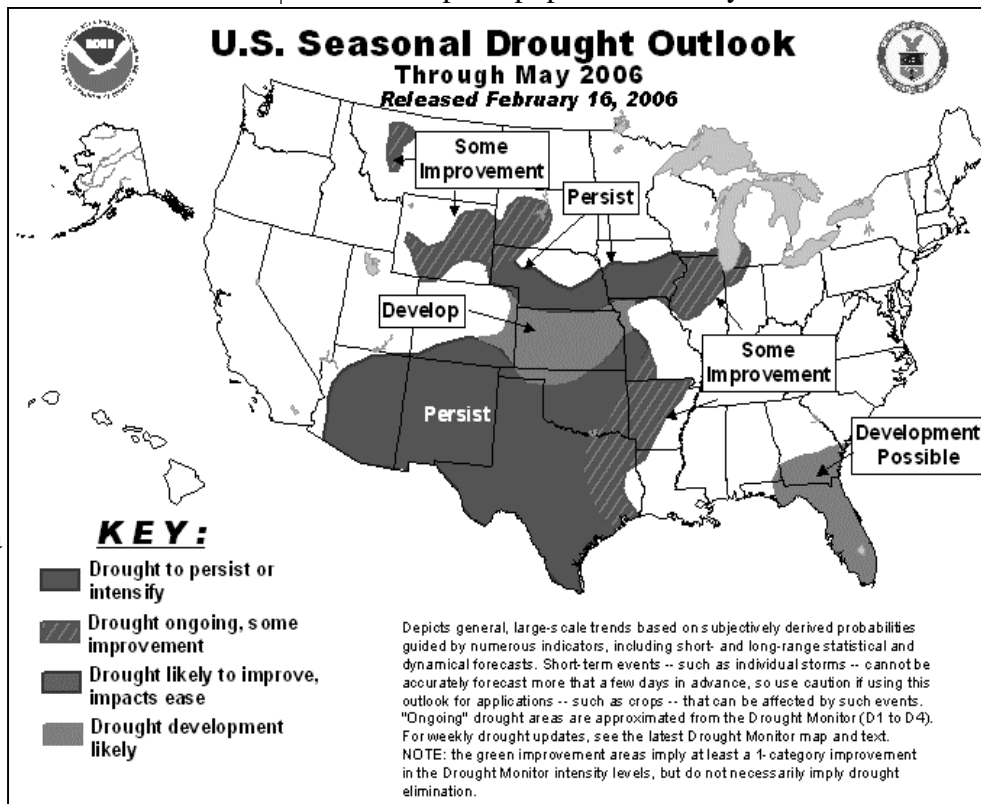 U.S. Seasonal Drought Outlook
Through May 2006
Released February 16, 2006
Some
Improvement
Persist
Develop
Some
Improvement
Persist
Development
Possible
KEY:
Drought to persist or
intensify
Drought ongoing, some
improvement
Drought likely to improve,
impacts ease
Drought development
likely
Depicts general, large-scale trends based on subjectively derived probabilities
guided by numerous indicators, including short- and long-range statistical and
dynamical forecasts. Short-term events -- such as individual storms -- cannot be
accurately forecast more that a few days in advance, so use caution if using this
outlook for applications -- such as crops -- that can be affected by such events.
"Ongoing" drought areas are approximated from the Drought Monitor (D1 to D4).
For weekly drought updates, see the latest Drought Monitor map and text.
NOTE: the green improvement areas imply at least a 1-category improvement
in the Drought Monitor intensity levels, but do not necessarily imply drought
elimination.